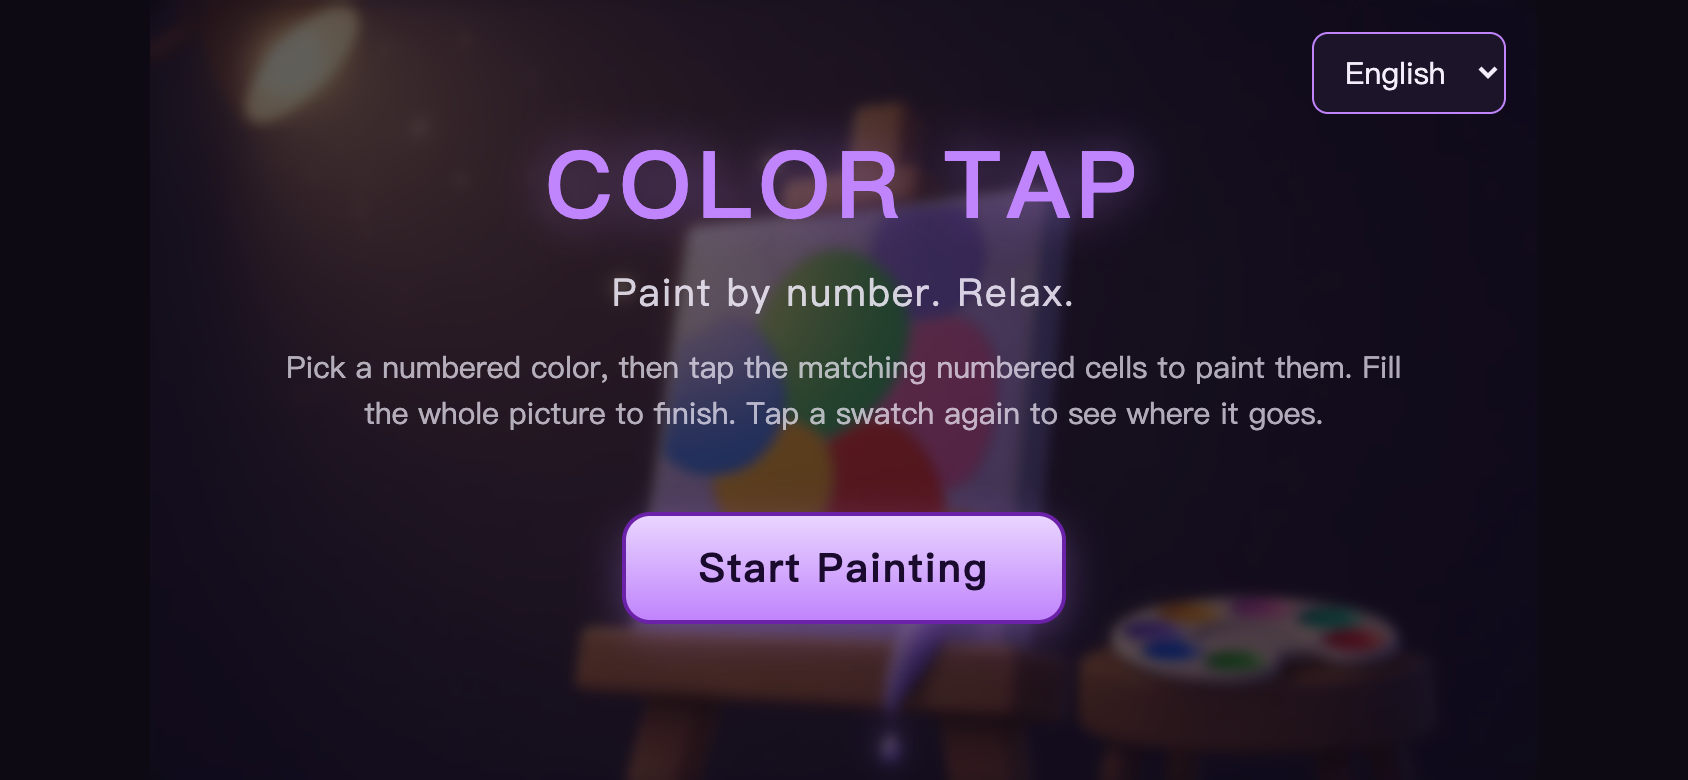 English
COLOR TAP
Paint by number. Relax.
Pick a numbered color, then tap the matching numbered cells to paint them. Fill
the whole picture to finish. Tap a swatch again to see where it goes.
Start Painting